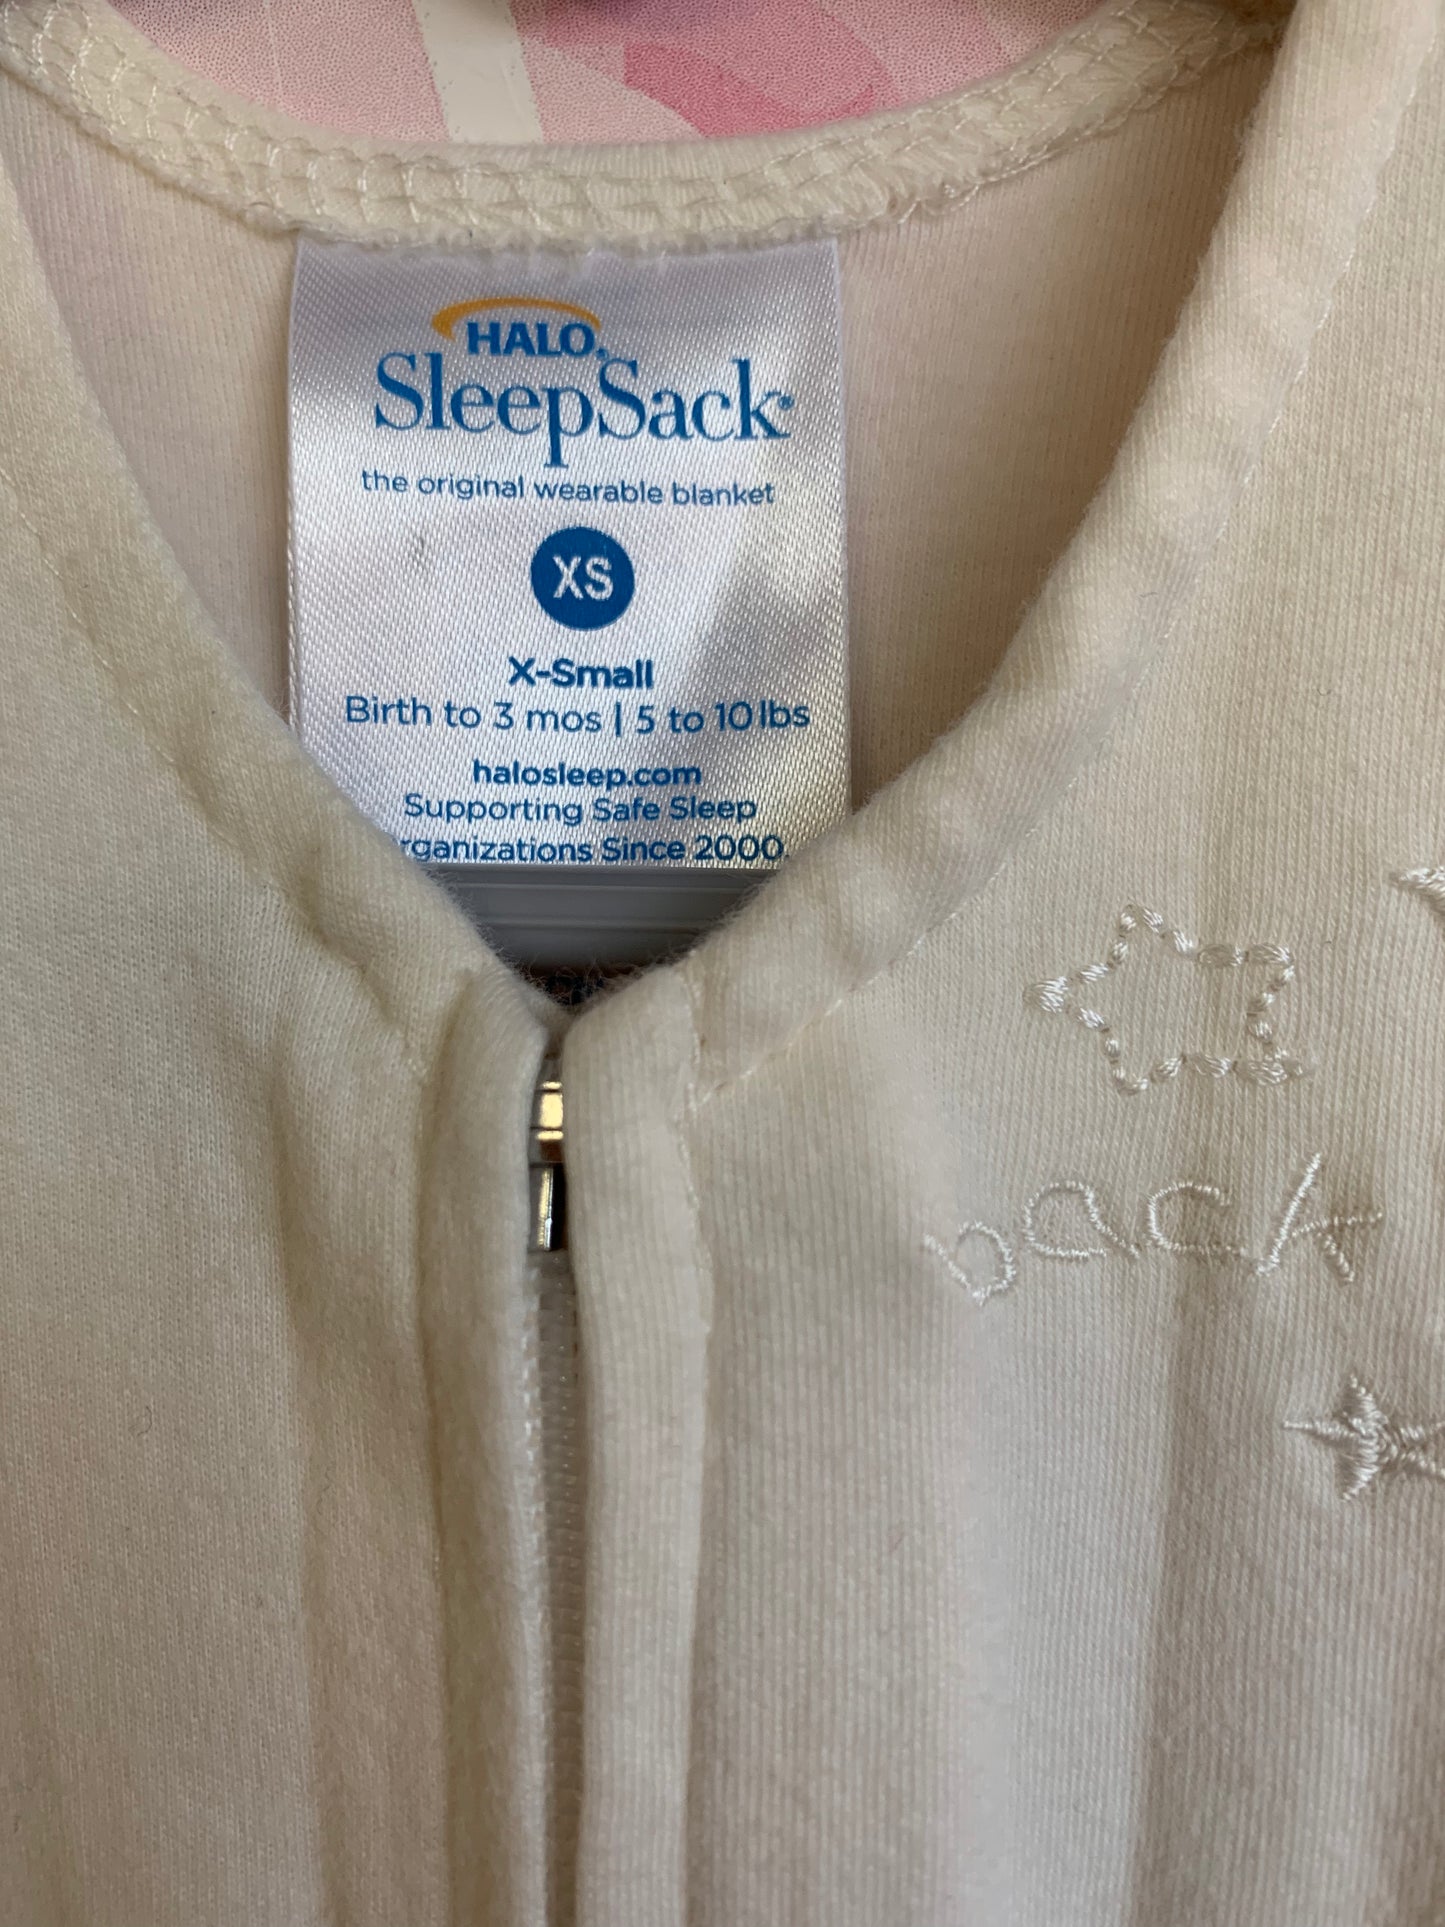 HALO®
SleepSack®
the original wearable blanket
XS
X-Small
Birth to 3 mos | 5 to 10 lbs
halosleep.com
Supporting Safe Sleep
rganizations Since 2000.
back